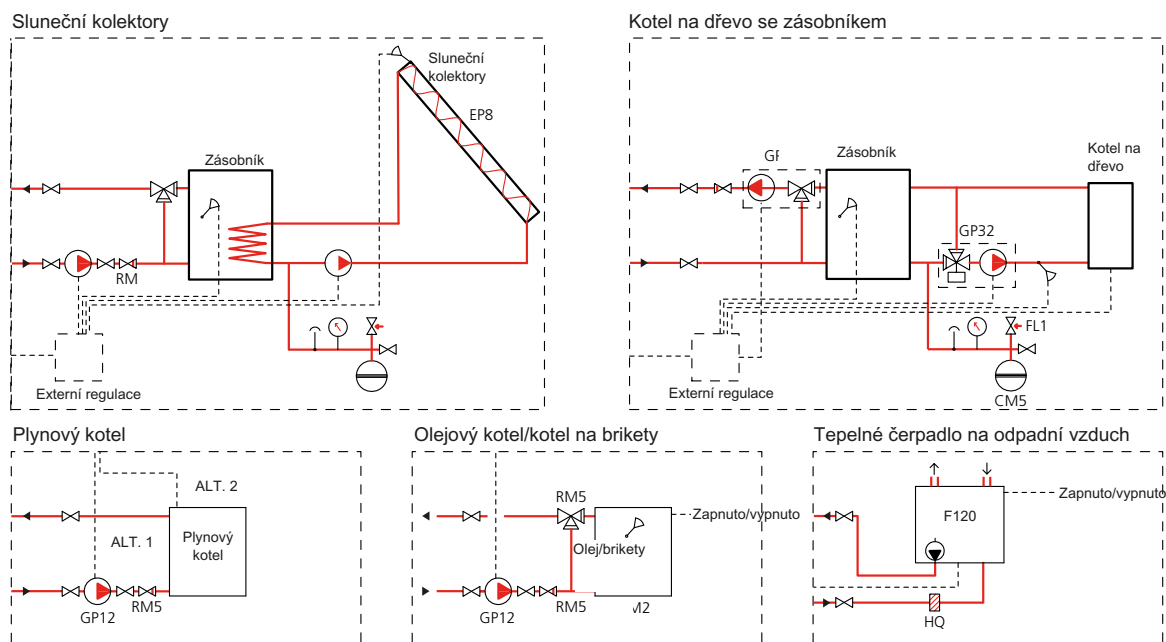 Sluneční kolektory
Sluneční
kolektory
EP8
Zásobník
RM
Externí regulace
Kotel na dřevo se zásobníkem
Zásobník
Kotel na
dřevo
GP32
FL1
Externí regulace
CM5
Plynový kotel
ALT. 2
ALT. 1
Plynový
kotel
RM5
GP12
Olejový kotel/kotel na brikety
RM5
Zapnuto/vypnuto
Olej/brikety
RM5
GP12
Tepelné čerpadlo na odpadní vzduch
Zapnuto/vypnuto
F120
HQ